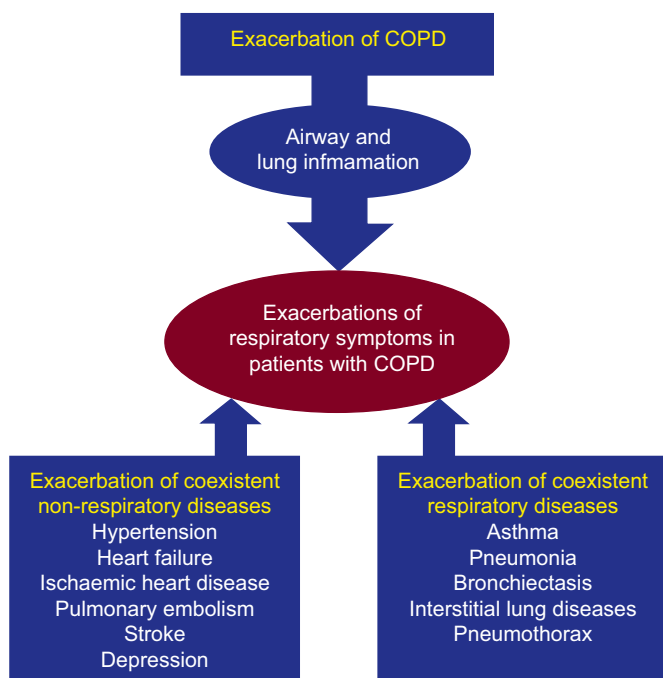 Exacerbation of COPD
Airway and
lung infmamation
Exacerbations of
respiratory symptoms in
patients with COPD
Exacerbation of coexistent
non-respiratory diseases
Hypertension
Heart failure
Ischaemic heart disease
Pulmonary embolism
Stroke
Depression
Exacerbation of coexistent
respiratory diseases
Asthma
Pneumonia
Bronchiectasis
Interstitial lung diseases
Pneumothorax